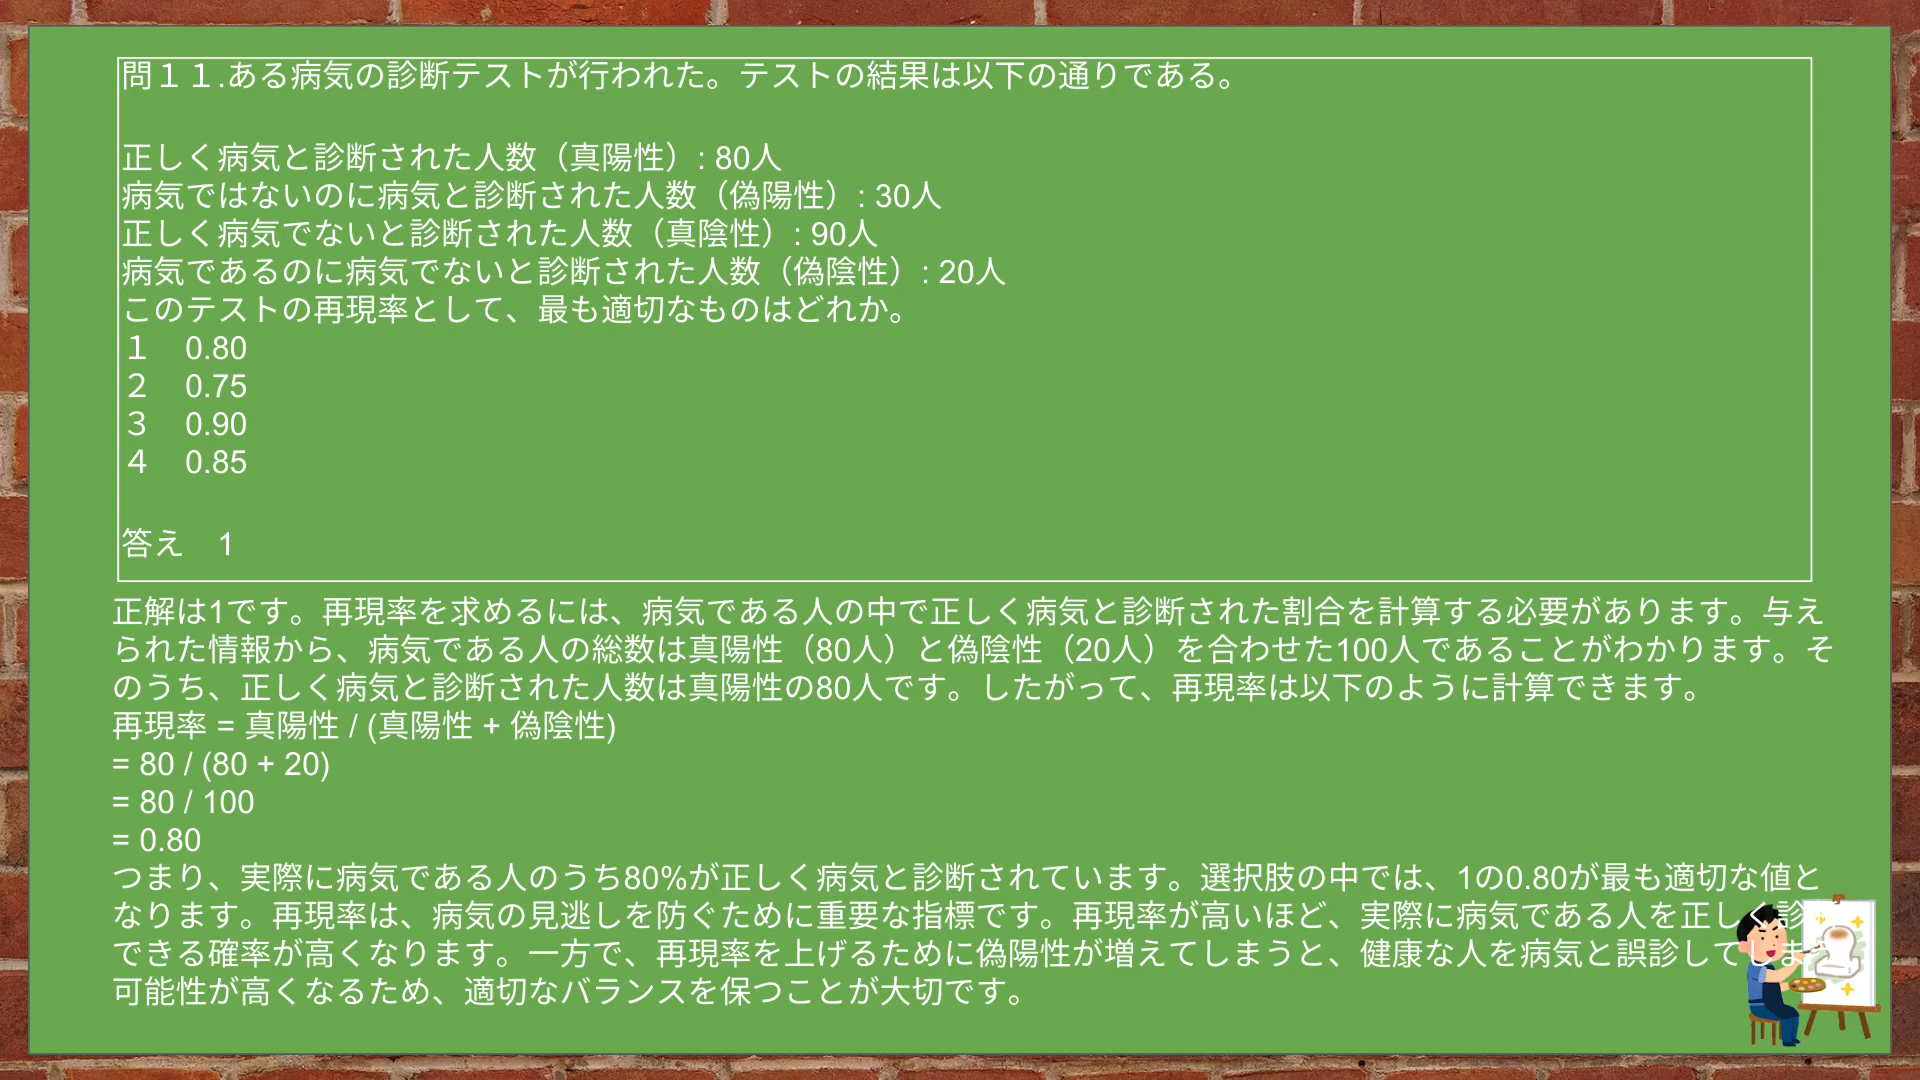 問１１.ある病気の診断テストが行われた。テストの結果は以下の通りである。
正しく病気と診断された人数（真陽性）: 80人
病気ではないのに病気と診断された人数（偽陽性）: 30人
正しく病気でないと診断された人数（真陰性）: 90人
病気であるのに病気でないと診断された人数（偽陰性）: 20人
このテストの再現率として、最も適切なものはどれか。
１　0.80
２　0.75
３　0.90
４　0.85
答え　1
正解は1です。再現率を求めるには、病気である人の中で正しく病気と診断された割合を計算する必要があります。与え
られた情報から、病気である人の総数は真陽性（80人）と偽陰性（20人）を合わせた100人であることがわかります。そ
のうち、正しく病気と診断された人数は真陽性の80人です。したがって、再現率は以下のように計算できます。
再現率 = 真陽性 / (真陽性 + 偽陰性)
= 80 / (80 + 20)
= 80 / 100
= 0.80
つまり、実際に病気である人のうち80%が正しく病気と診断されています。選択肢の中では、1の0.80が最も適切な値と
なります。再現率は、病気の見逃しを防ぐために重要な指標です。再現率が高いほど、実際に病気である人を正しく診
できる確率が高くなります。一方で、再現率を上げるために偽陽性が増えてしまうと、健康な人を病気と誤診してしま
可能性が高くなるため、適切なバランスを保つことが大切です。